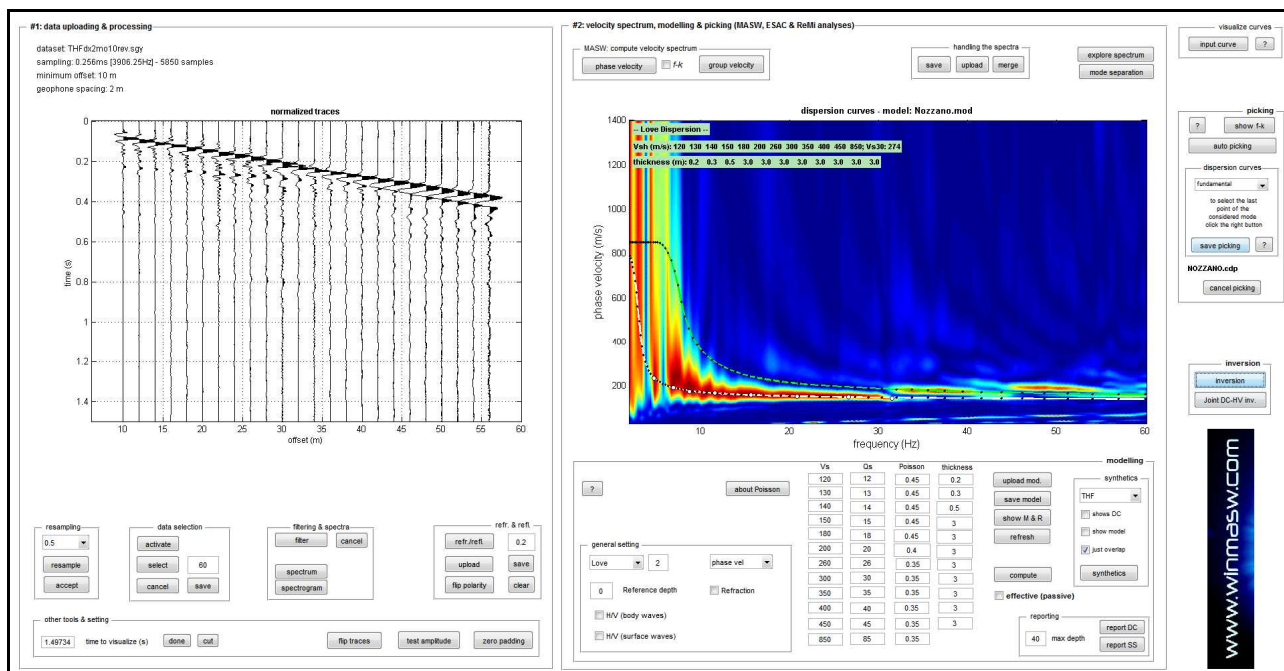 #1: data uploading & processing
dataset: THFdx2mo10rev.sgy
sampling: 0.256ms [3906.25Hz] - 5850 samples
minimum offset: 10 m
geophone spacing: 2 m
normalized traces
0
0.2
0.4
0.6
0.8
1
1.2
1.4
time (s)
10 15 20 25 30 35 40 45 50 55 60
offset (m)
resampling
0.5
resample
accept
data selection
activate
select 60
cancel save
filtering & spectra
filter cancel
spectrum
spectrogram
refr. & refl.
refr./refl. 0.2
upload save
flip polarity clear
other tools & setting
1.49734 time to visualize (s) done cut flip traces test amplitude zero padding
#2: velocity spectrum, modelling & picking (MASW, ESAC & ReMi analyses)
MASW: compute velocity spectrum
phase velocity f-k group velocity
handling the spectra
save upload merge
explore spectrum
mode separation
dispersion curves - model: Nozzano.mod
-- Love Dispersion --
Vsh (m/s): 120 130 140 150 180 200 260 300 350 400 450 850; Vs30: 274
thickness (m): 0.2 0.3 0.5 3.0 3.0 3.0 3.0 3.0 3.0 3.0 3.0
1400
1200
1000
800
600
400
200
phase velocity (m/s)
10 20 30 40 50 60
frequency (Hz)
modelling
? about Poisson
general setting
Love 2 phase vel
0 Reference depth Refraction
H/V (body waves)
H/V (surface waves)
Vs Qs Poisson thickness
120 12 0.45 0.2
130 13 0.45 0.3
140 14 0.45 0.5
150 15 0.45 3
180 18 0.45 3
200 20 0.4 3
260 26 0.35 3
300 30 0.35 3
350 35 0.35 3
400 40 0.35 3
450 45 0.35 3
850 85 0.35
upload mod.
save model
show M & R
refresh
compute
effective (passive)
synthetics
THF
shows DC
show model
just overlap
synthetics
reporting
40 max depth
report DC
report SS
visualize curves
input curve ?
picking
? show f-k
auto picking
dispersion curves
fundamental
to select the last
point of the
considered mode
click the right button
save picking ?
NOZZANO.cdp
cancel picking
inversion
inversion
Joint DC-HV inv.
www.winmasw.com